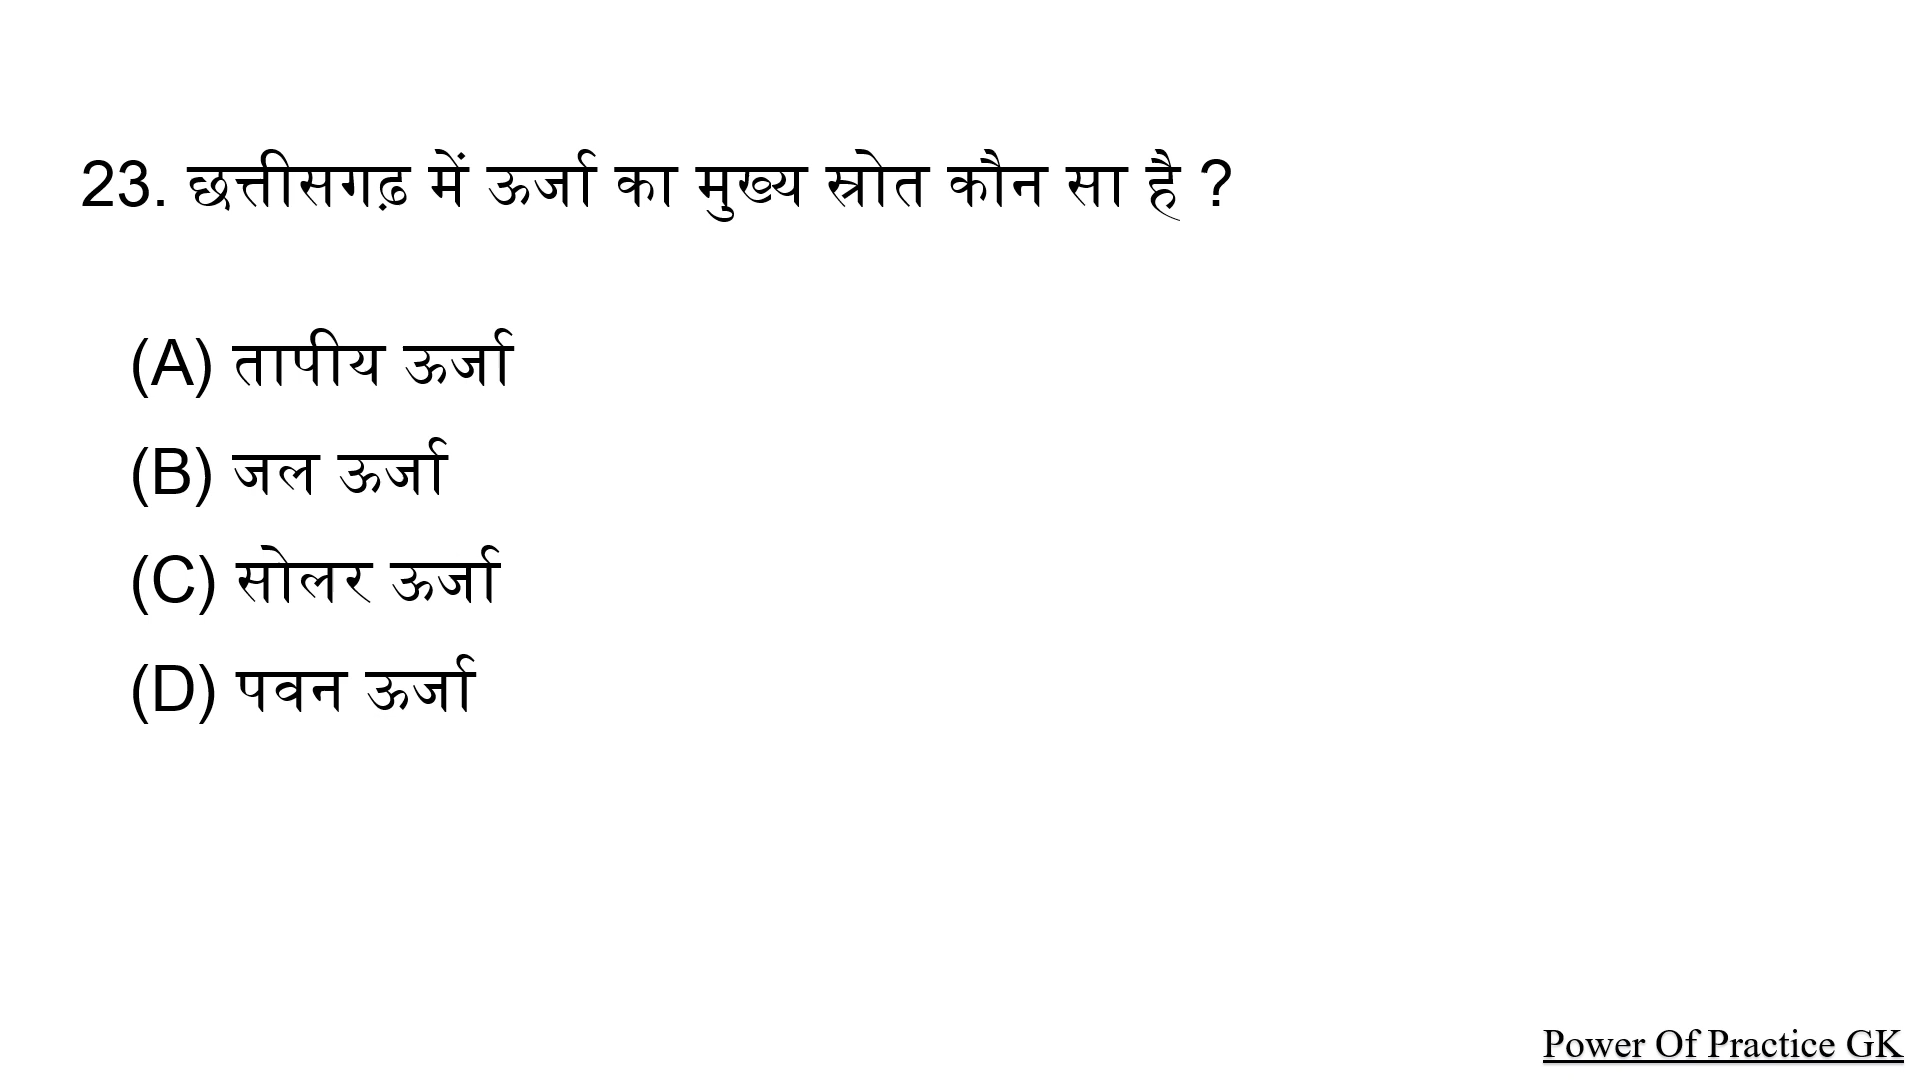 23. छत्तीसगढ़ में ऊर्जा का मुख्य स्रोत कौन सा है ?
(A) तापीय ऊर्जा
(B) जल ऊर्जा
(C) सोलर ऊर्जा
(D) पवन ऊर्जा
Power Of Practice GK